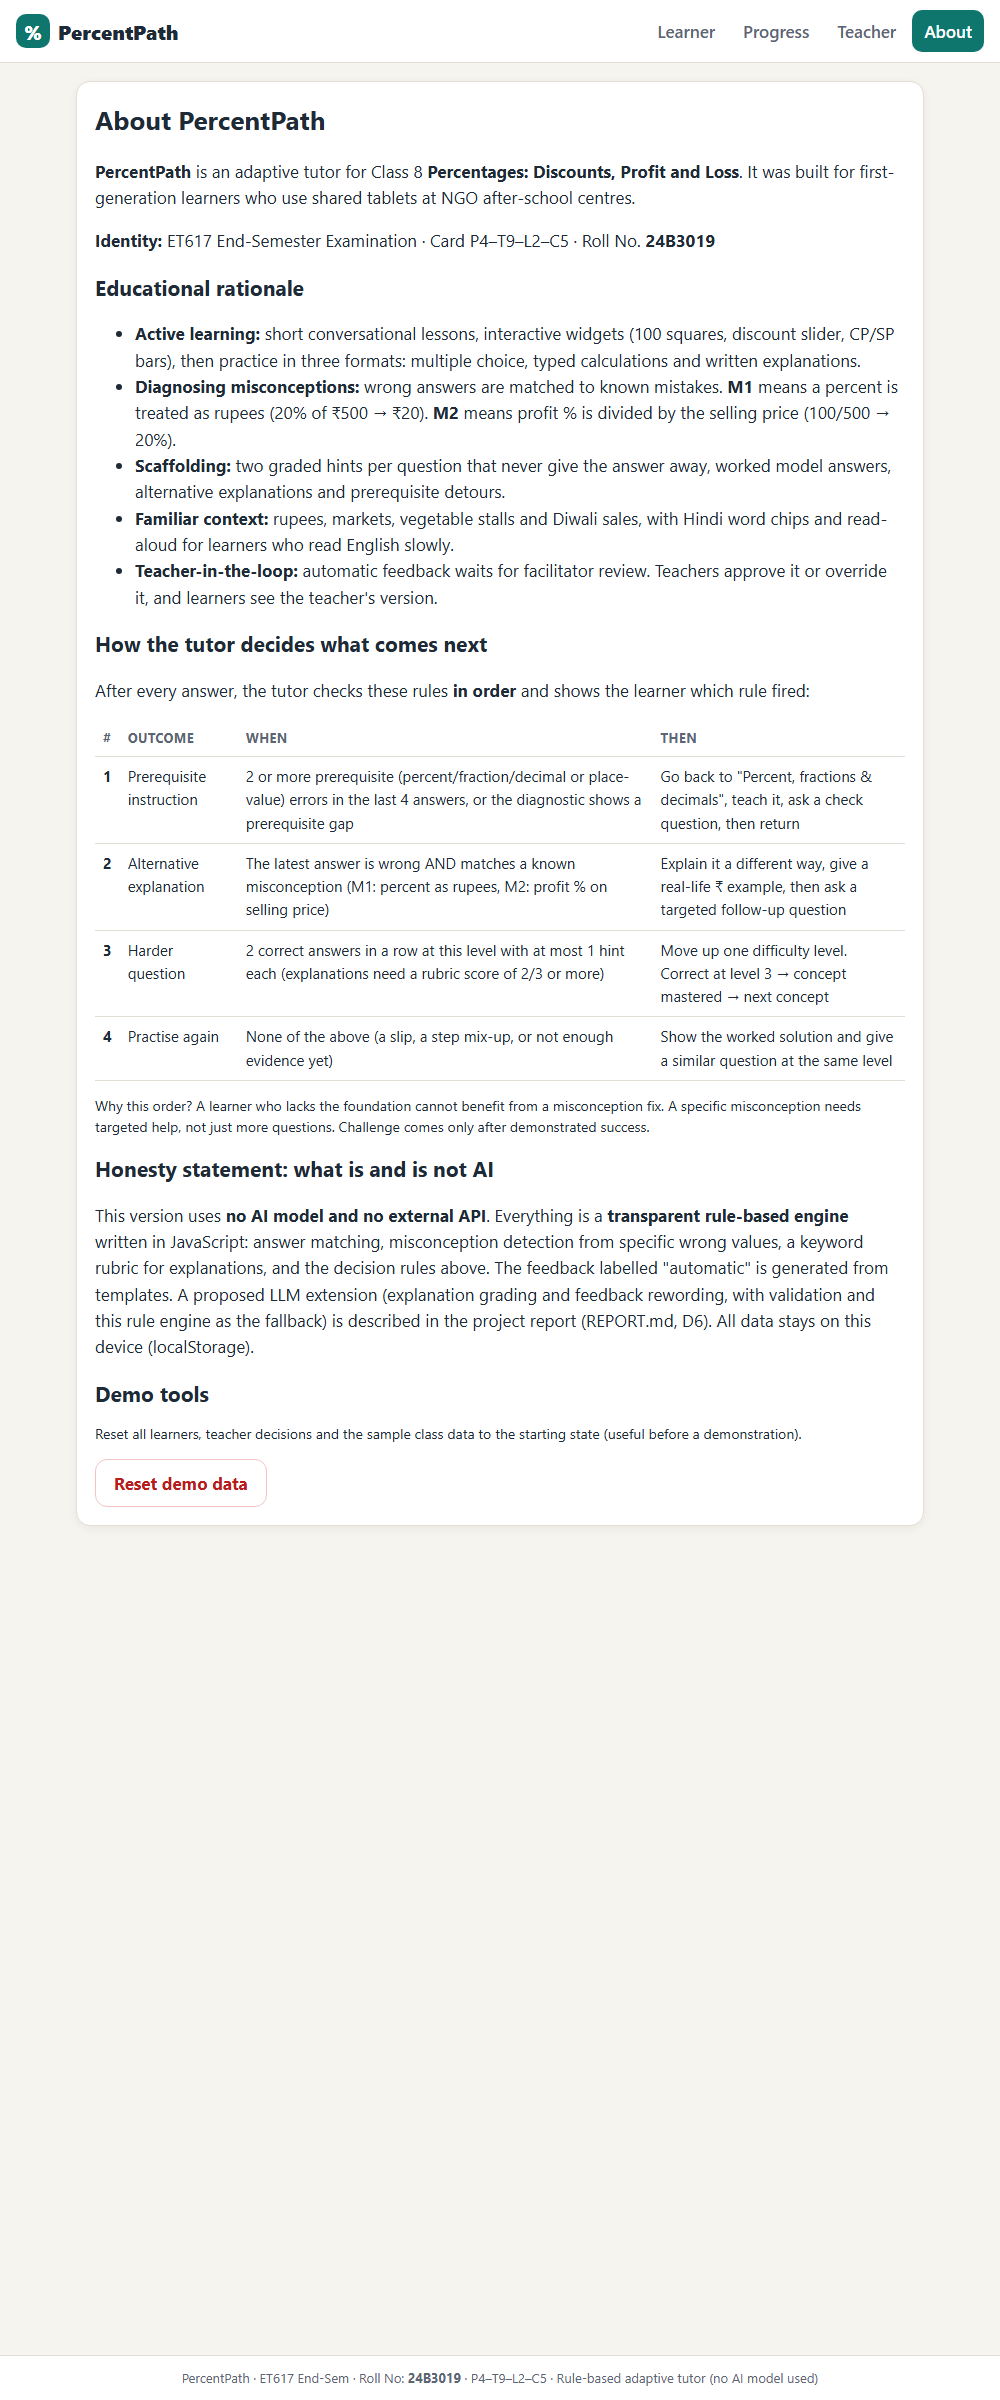 % PercentPath
Learner Progress Teacher About
About PercentPath
PercentPath is an adaptive tutor for Class 8 Percentages: Discounts, Profit and Loss. It was built for first-
generation learners who use shared tablets at NGO after-school centres.
Identity: ET617 End-Semester Examination · Card P4–T9–L2–C5 · Roll No. 24B3019
Educational rationale
• Active learning: short conversational lessons, interactive widgets (100 squares, discount slider, CP/SP
bars), then practice in three formats: multiple choice, typed calculations and written explanations.
• Diagnosing misconceptions: wrong answers are matched to known mistakes. M1 means a percent is
treated as rupees (20% of ₹500 → ₹20). M2 means profit % is divided by the selling price (100/500 →
20%).
• Scaffolding: two graded hints per question that never give the answer away, worked model answers,
alternative explanations and prerequisite detours.
• Familiar context: rupees, markets, vegetable stalls and Diwali sales, with Hindi word chips and read-
aloud for learners who read English slowly.
• Teacher-in-the-loop: automatic feedback waits for facilitator review. Teachers approve it or override
it, and learners see the teacher's version.
How the tutor decides what comes next
After every answer, the tutor checks these rules in order and shows the learner which rule fired:
# OUTCOME WHEN THEN
1 Prerequisite 2 or more prerequisite (percent/fraction/decimal or place- Go back to "Percent, fractions &
instruction value) errors in the last 4 answers, or the diagnostic shows a decimals", teach it, ask a check
prerequisite gap question, then return
2 Alternative The latest answer is wrong AND matches a known Explain it a different way, give a
explanation misconception (M1: percent as rupees, M2: profit % on real-life ₹ example, then ask a
selling price) targeted follow-up question
3 Harder 2 correct answers in a row at this level with at most 1 hint Move up one difficulty level.
question each (explanations need a rubric score of 2/3 or more) Correct at level 3 → concept
mastered → next concept
4 Practise again None of the above (a slip, a step mix-up, or not enough Show the worked solution and give
evidence yet) a similar question at the same level
Why this order? A learner who lacks the foundation cannot benefit from a misconception fix. A specific misconception needs
targeted help, not just more questions. Challenge comes only after demonstrated success.
Honesty statement: what is and is not AI
This version uses no AI model and no external API. Everything is a transparent rule-based engine
written in JavaScript: answer matching, misconception detection from specific wrong values, a keyword
rubric for explanations, and the decision rules above. The feedback labelled "automatic" is generated from
templates. A proposed LLM extension (explanation grading and feedback rewording, with validation and
this rule engine as the fallback) is described in the project report (REPORT.md, D6). All data stays on this
device (localStorage).
Demo tools
Reset all learners, teacher decisions and the sample class data to the starting state (useful before a demonstration).
Reset demo data
PercentPath · ET617 End-Sem · Roll No: 24B3019 · P4–T9–L2–C5 · Rule-based adaptive tutor (no AI model used)